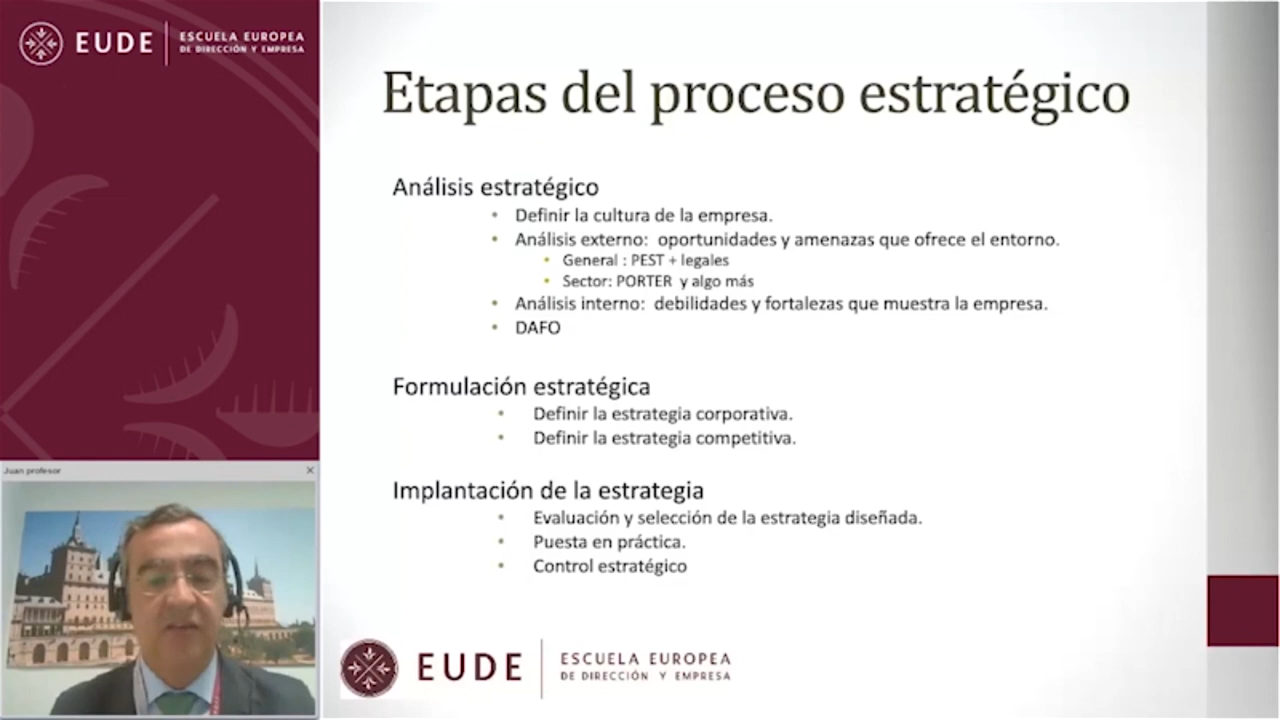 EUDE
ESCUELA EUROPEA
DE DIRECCIÓN Y EMPRESA
Etapas del proceso estratégico
Análisis estratégico
• Definir la cultura de la empresa.
• Análisis externo: oportunidades y amenazas que ofrece el entorno.
• General : PEST + legales
• Sector: PORTER y algo más
• Análisis interno: debilidades y fortalezas que muestra la empresa.
• DAFO
Formulación estratégica
• Definir la estrategia corporativa.
• Definir la estrategia competitiva.
Implantación de la estrategia
• Evaluación y selección de la estrategia diseñada.
• Puesta en práctica.
• Control estratégico
Juan profesor
EUDE
ESCUELA EUROPEA
DE DIRECCIÓN Y EMPRESA